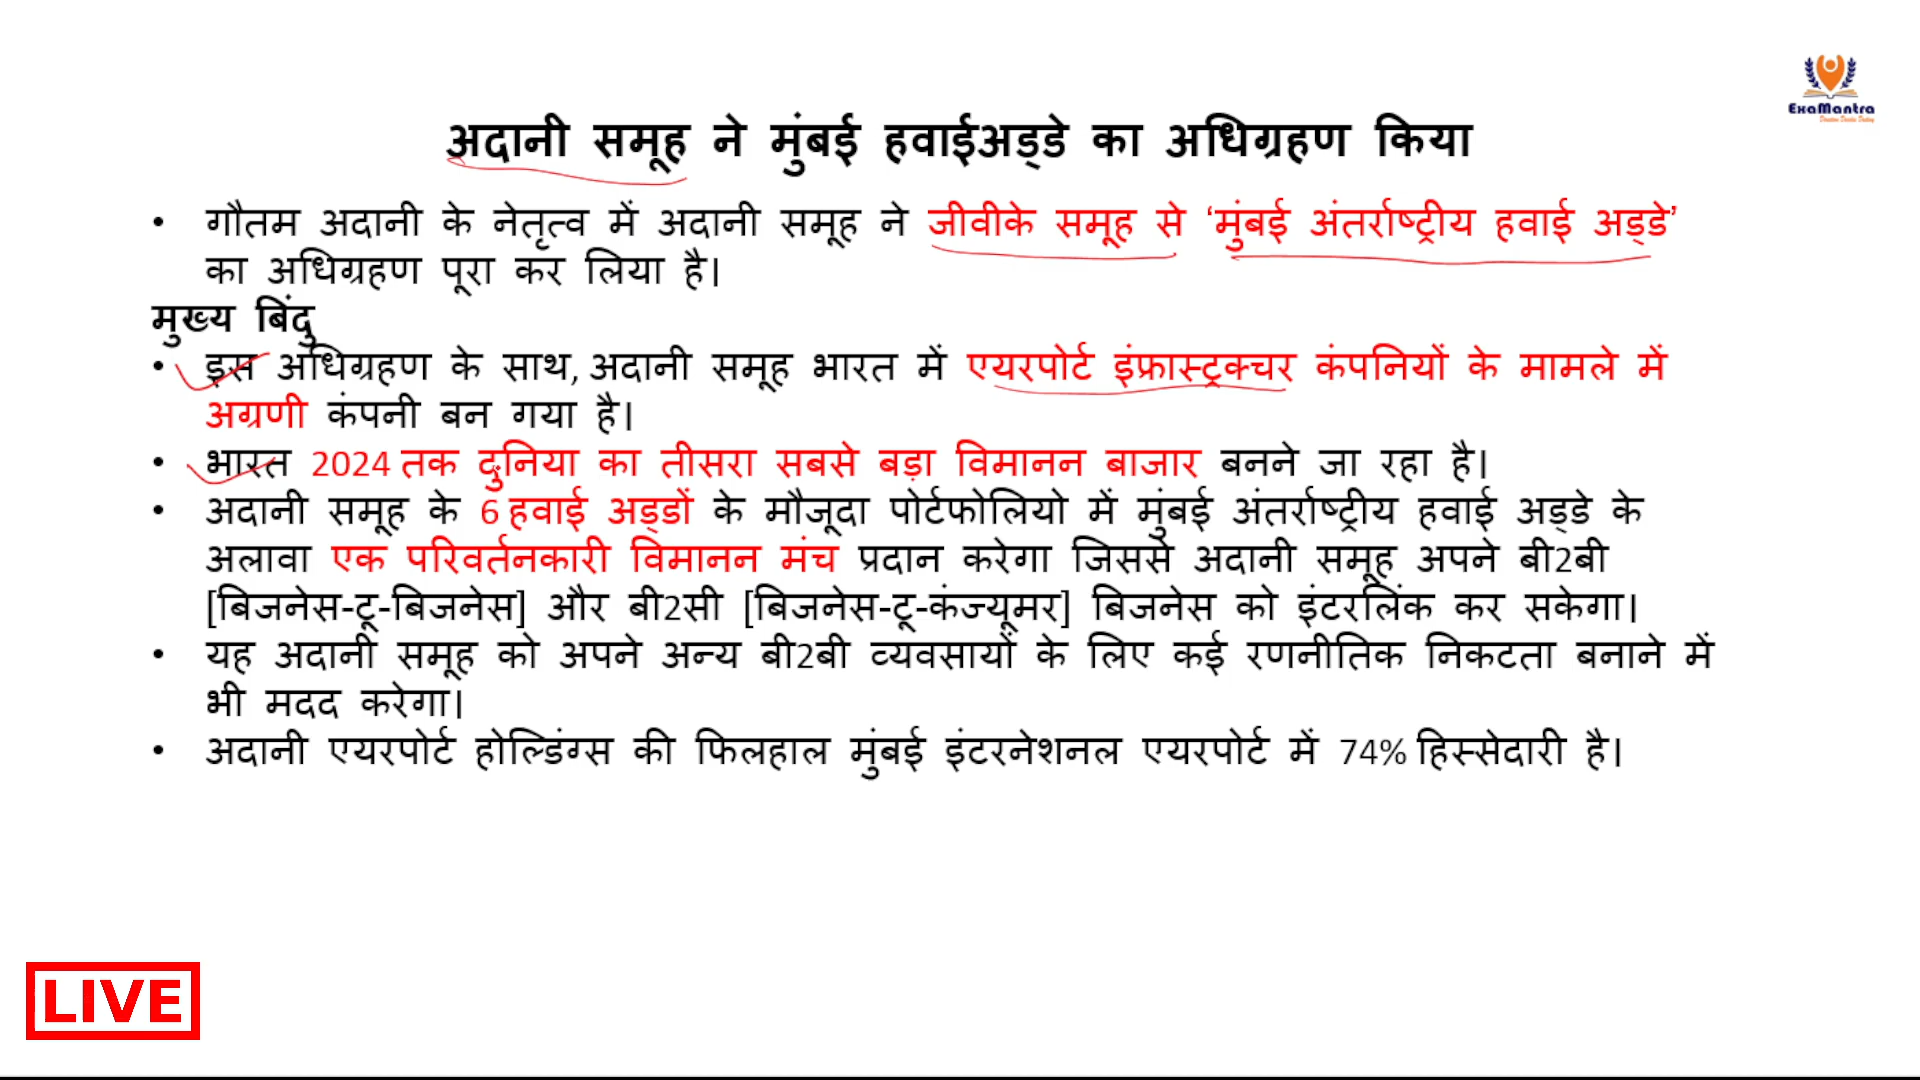 ExaMantra
अदानी समूह ने मुंबई हवाईअड्डे का अधिग्रहण किया
• गौतम अदानी के नेतृत्व में अदानी समूह ने जीवीके समूह से ‘मुंबई अंतर्राष्ट्रीय हवाई अड्डे’
का अधिग्रहण पूरा कर लिया है।
मुख्य बिंदु
• इस अधिग्रहण के साथ, अदानी समूह भारत में एयरपोर्ट इंफ्रास्ट्रक्चर कंपनियों के मामले में
अग्रणी कंपनी बन गया है।
• भारत 2024 तक दुनिया का तीसरा सबसे बड़ा विमानन बाजार बनने जा रहा है।
• अदानी समूह के 6 हवाई अड्डों के मौजूदा पोर्टफोलियो में मुंबई अंतर्राष्ट्रीय हवाई अड्डे के
अलावा एक परिवर्तनकारी विमानन मंच प्रदान करेगा जिससे अदानी समूह अपने बी2बी
[बिजनेस-टू-बिजनेस] और बी2सी [बिजनेस-टू-कंज्यूमर] बिजनेस को इंटरलिंक कर सकेगा।
• यह अदानी समूह को अपने अन्य बी2बी व्यवसायों के लिए कई रणनीतिक निकटता बनाने में
भी मदद करेगा।
• अदानी एयरपोर्ट होल्डिंग्स की फिलहाल मुंबई इंटरनेशनल एयरपोर्ट में 74% हिस्सेदारी है।
LIVE